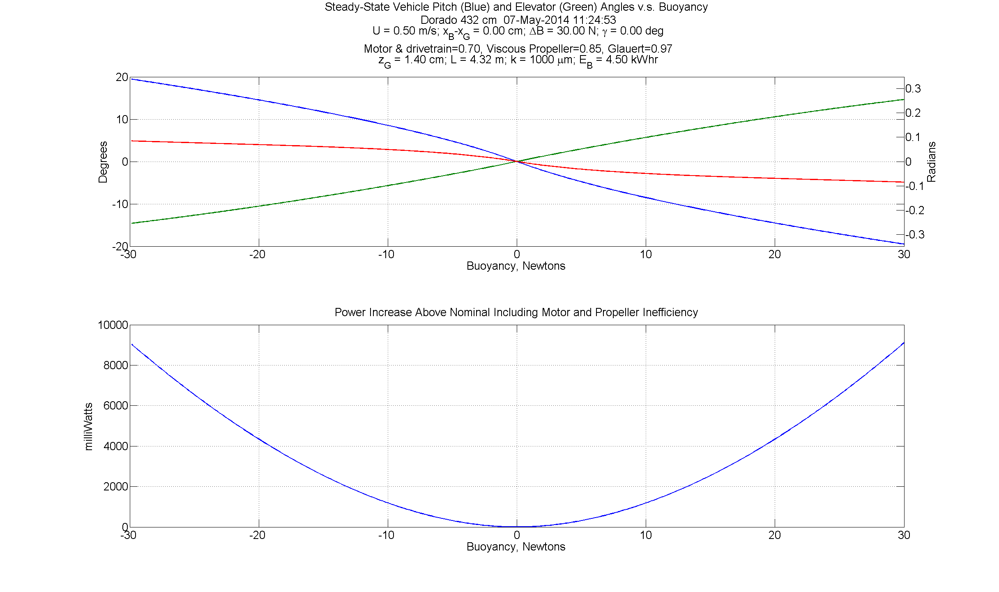 Steady-State Vehicle Pitch (Blue) and Elevator (Green) Angles v.s. Buoyancy
Dorado 432 cm  07-May-2014 11:24:53
U = 0.50 m/s; x_B-x_G = 0.00 cm; ΔB = 30.00 N; γ = 0.00 deg
Motor & drivetrain=0.70, Viscous Propeller=0.85, Glauert=0.97
z_G = 1.40 cm; L = 4.32 m; k = 1000 μm; E_B = 4.50 kWhr
20
10
0
-10
-20
Degrees
0.3
0.2
0.1
0
-0.1
-0.2
-0.3
Radians
-30 -20 -10 0 10 20 30
Buoyancy, Newtons
Power Increase Above Nominal Including Motor and Propeller Inefficiency
10000
8000
6000
4000
2000
0
milliWatts
-30 -20 -10 0 10 20 30
Buoyancy, Newtons